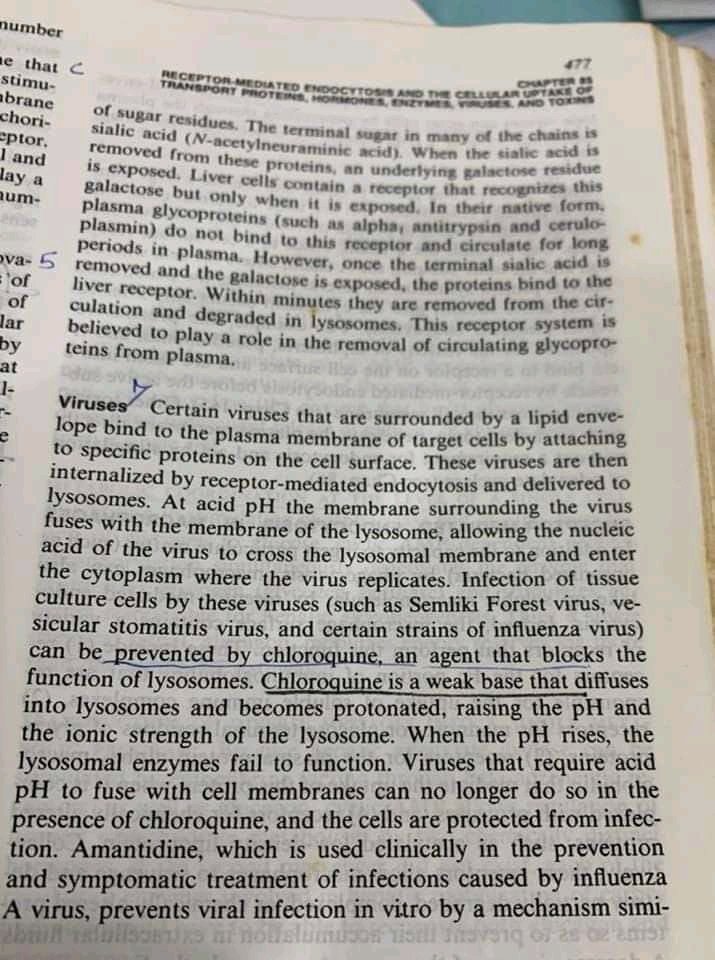 number
ne that C
stimu-
mbrane
chori-
eptor.
l and
lay a
num-
ova- 5
of
of
lar
by
at
l-
r-
e
477
CHAPTER 85
RECEPTOR-MEDIATED ENDOCYTOSIS AND THE CELLULAR UPTAKE OF
TRANSPORT PROTEINS, HORMONES, ENZYMES, VIRUSES, AND TOXINS
of sugar residues. The terminal sugar in many of the chains is
sialic acid (N-acetylneuraminic acid). When the sialic acid is
removed from these proteins, an underlying galactose residue
is exposed. Liver cells contain a receptor that recognizes this
galactose but only when it is exposed. In their native form,
plasma glycoproteins (such as alpha₁ antitrypsin and cerulo-
plasmin) do not bind to this receptor and circulate for long
periods in plasma. However, once the terminal sialic acid is
removed and the galactose is exposed, the proteins bind to the
liver receptor. Within minutes they are removed from the cir-
culation and degraded in lysosomes. This receptor system is
believed to play a role in the removal of circulating glycopro-
teins from plasma.
Viruses Certain viruses that are surrounded by a lipid enve-
lope bind to the plasma membrane of target cells by attaching
to specific proteins on the cell surface. These viruses are then
internalized by receptor-mediated endocytosis and delivered to
lysosomes. At acid pH the membrane surrounding the virus
fuses with the membrane of the lysosome, allowing the nucleic
acid of the virus to cross the lysosomal membrane and enter
the cytoplasm where the virus replicates. Infection of tissue
culture cells by these viruses (such as Semliki Forest virus, ve-
sicular stomatitis virus, and certain strains of influenza virus)
can be prevented by chloroquine, an agent that blocks the
function of lysosomes. Chloroquine is a weak base that diffuses
into lysosomes and becomes protonated, raising the pH and
the ionic strength of the lysosome. When the pH rises, the
lysosomal enzymes fail to function. Viruses that require acid
pH to fuse with cell membranes can no longer do so in the
presence of chloroquine, and the cells are protected from infec-
tion. Amantidine, which is used clinically in the prevention
and symptomatic treatment of infections caused by influenza
A virus, prevents viral infection in vitro by a mechanism simi-